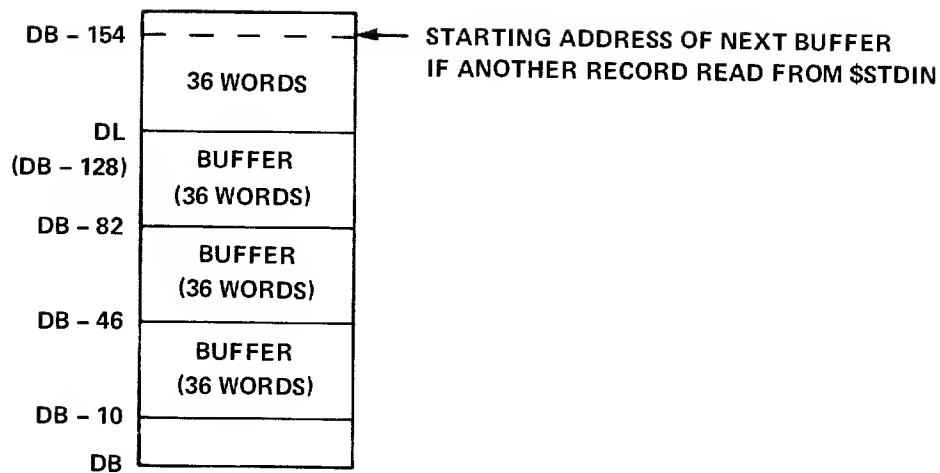 DB – 154
STARTING ADDRESS OF NEXT BUFFER
IF ANOTHER RECORD READ FROM $STDIN
36 WORDS
DL
(DB – 128)
BUFFER
(36 WORDS)
DB – 82
BUFFER
(36 WORDS)
DB – 46
BUFFER
(36 WORDS)
DB – 10
DB